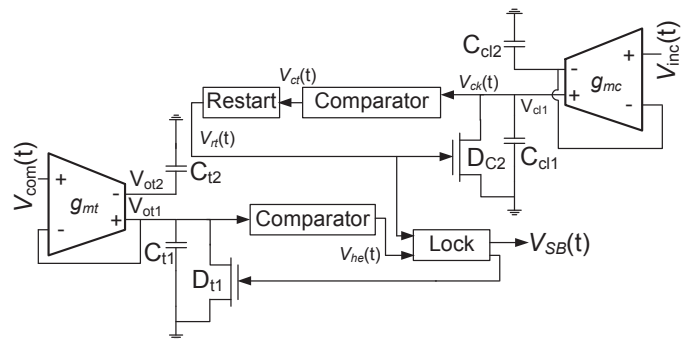 C_cl2
+
V_inc(t)
-
g_mc
V_ct(t)
V_ck(t)
Restart
Comparator
+
V_cl1
-
V_rt(t)
D_C2
C_cl1
C_t2
V_com(t)
+
V_ot2
g_mt
-
V_ot1
+
-
Comparator
C_t1
Lock
V_SB(t)
V_he(t)
D_t1